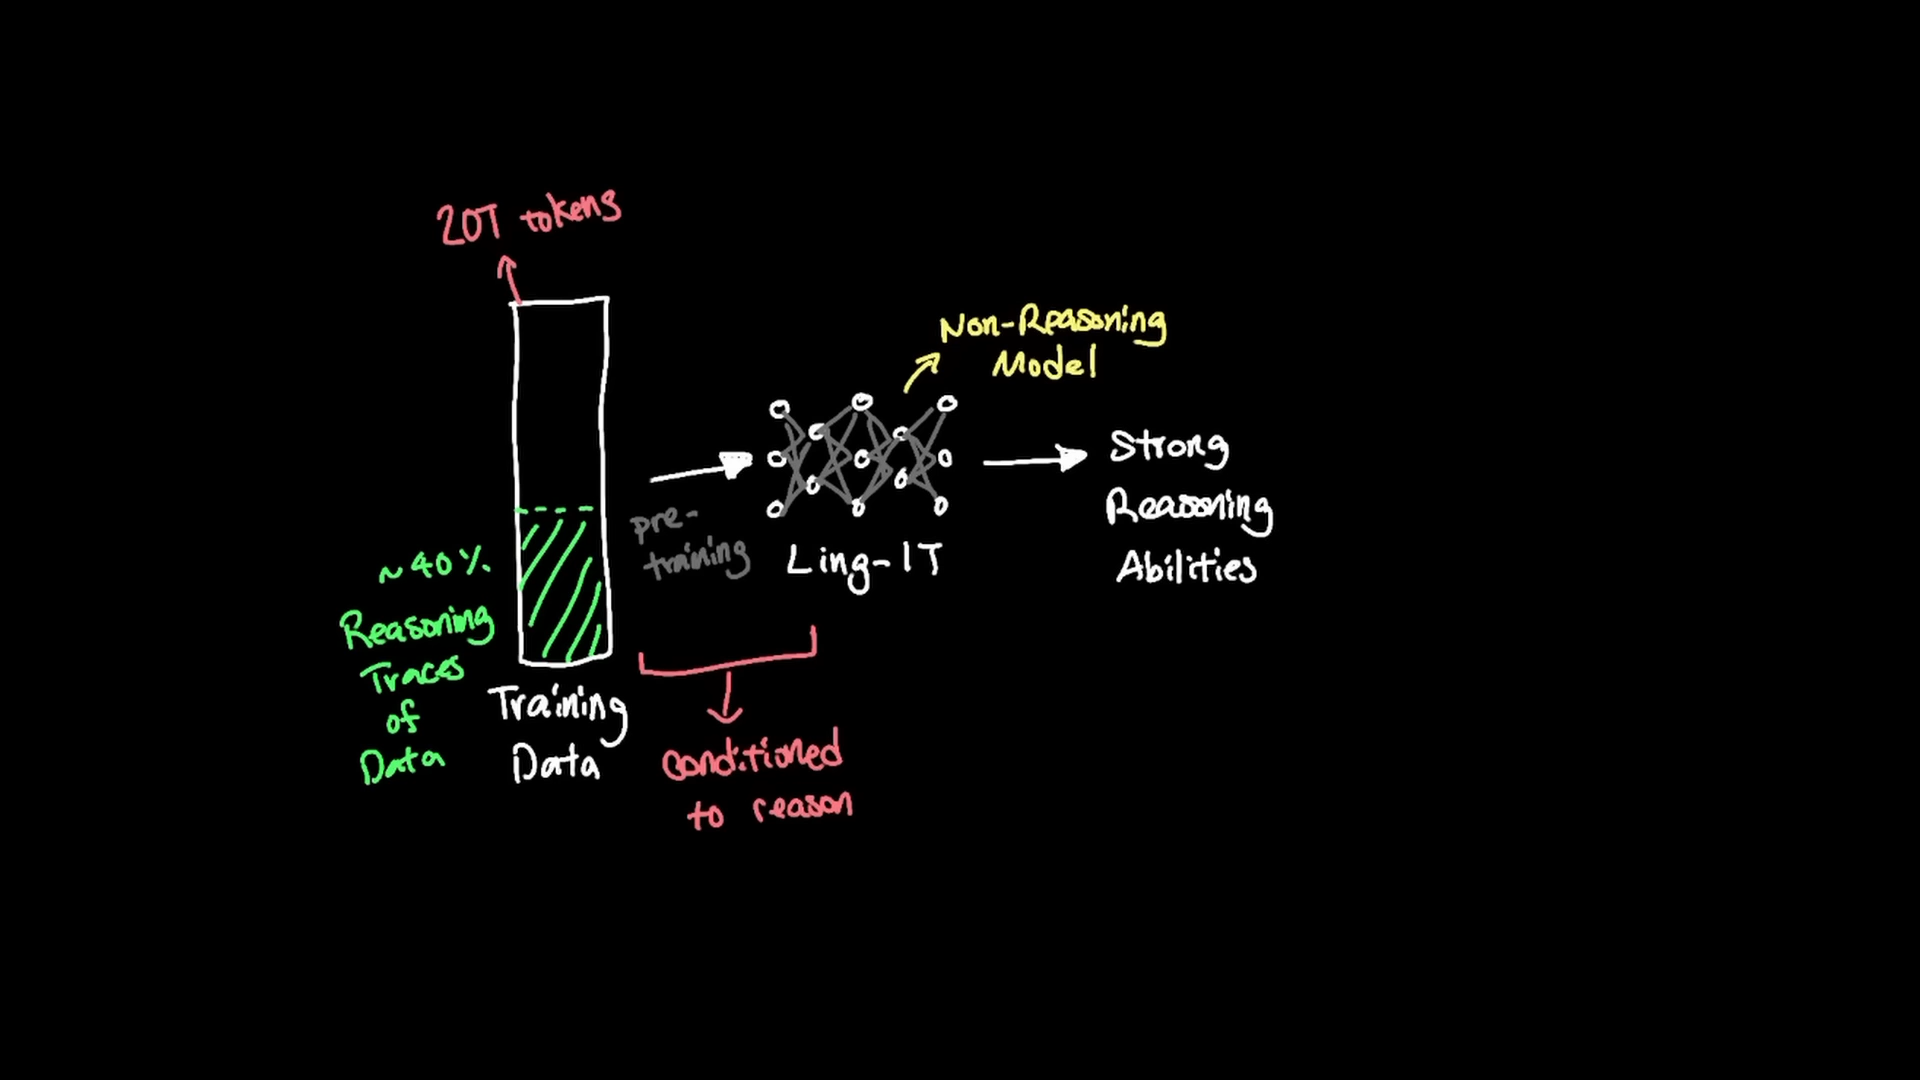 20T tokens
Non-Reasoning
Model
Strong
Reasoning
Abilities
pre-
training
Ling-1T
~40%
Reasoning
Traces
of
Data
Training
Data
conditioned
to reason